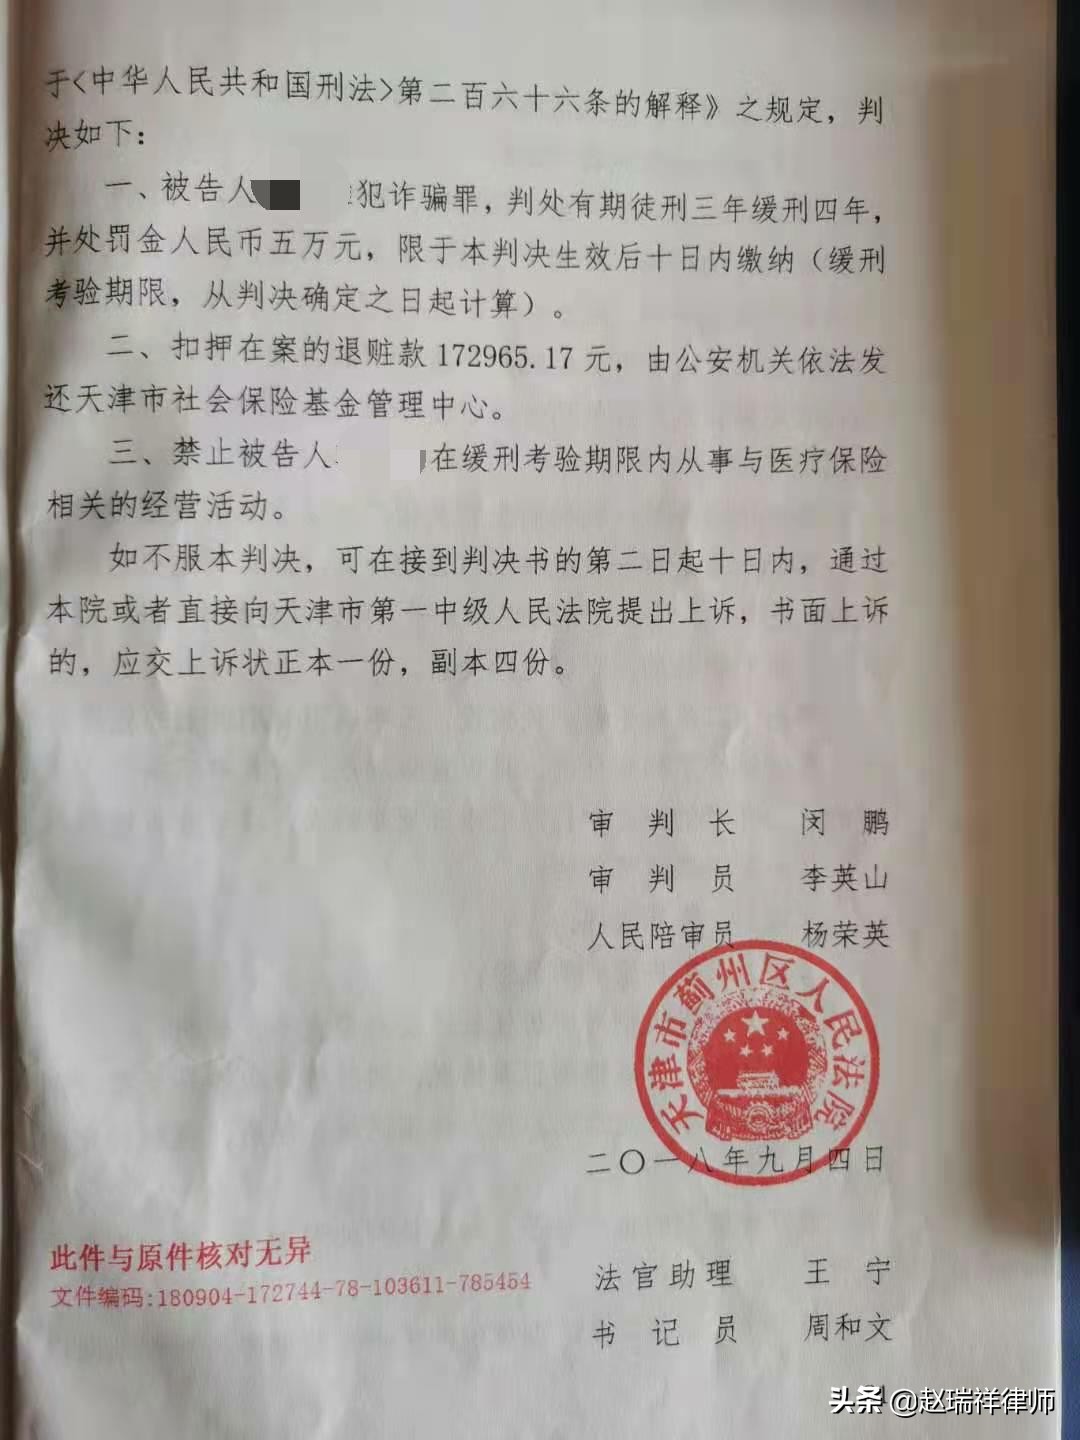 于<中华人民共和国刑法>第二百六十六条的解释》之规定，判
决如下：
一、被告人 犯诈骗罪，判处有期徒刑三年缓刑四年，
并处罚金人民币五万元，限于本判决生效后十日内缴纳（缓刑
考验期限，从判决确定之日起计算）。
二、扣押在案的退赃款172965.17元，由公安机关依法发
还天津市社会保险基金管理中心。
三、禁止被告人 在缓刑考验期限内从事与医疗保险
相关的经营活动。
如不服本判决，可在接到判决书的第二日起十日内，通过
本院或者直接向天津市第一中级人民法院提出上诉，书面上诉
的，应交上诉状正本一份，副本四份。
审判长 闵鹏
审判员 李英山
人民陪审员 杨荣英
天津市蓟州区人民法院
二〇一八年九月四日
此件与原件核对无异
文件编码:180904-172744-78-103611-785454
法官助理 王宁
书记员 周和文
头条 @赵瑞祥律师